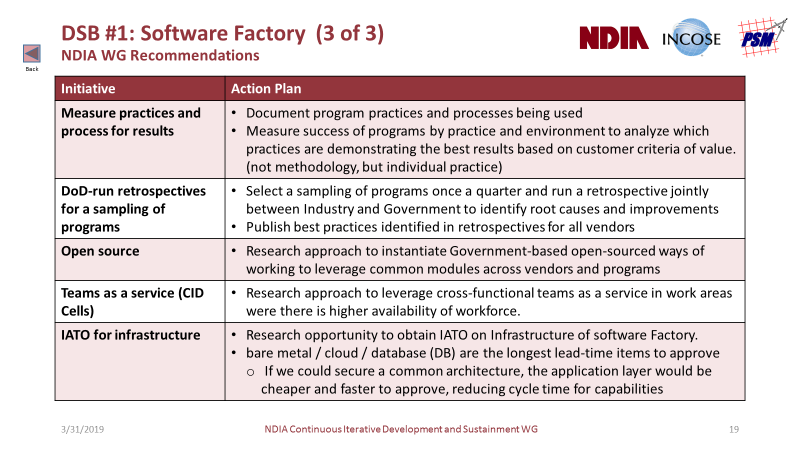 DSB #1: Software Factory (3 of 3)
NDIA WG Recommendations
NDIA
INCOSE
PSM
Back
Initiative
Action Plan
Measure practices and
process for results
• Document program practices and processes being used
• Measure success of programs by practice and environment to analyze which
practices are demonstrating the best results based on customer criteria of value.
(not methodology, but individual practice)
DoD-run retrospectives
for a sampling of
programs
• Select a sampling of programs once a quarter and run a retrospective jointly
between Industry and Government to identify root causes and improvements
• Publish best practices identified in retrospectives for all vendors
Open source
• Research approach to instantiate Government-based open-sourced ways of
working to leverage common modules across vendors and programs
Teams as a service (CID
Cells)
• Research approach to leverage cross-functional teams as a service in work areas
were there is higher availability of workforce.
IATO for infrastructure
• Research opportunity to obtain IATO on Infrastructure of software Factory.
• bare metal / cloud / database (DB) are the longest lead-time items to approve
o If we could secure a common architecture, the application layer would be
cheaper and faster to approve, reducing cycle time for capabilities
3/31/2019
NDIA Continuous Iterative Development and Sustainment WG
19